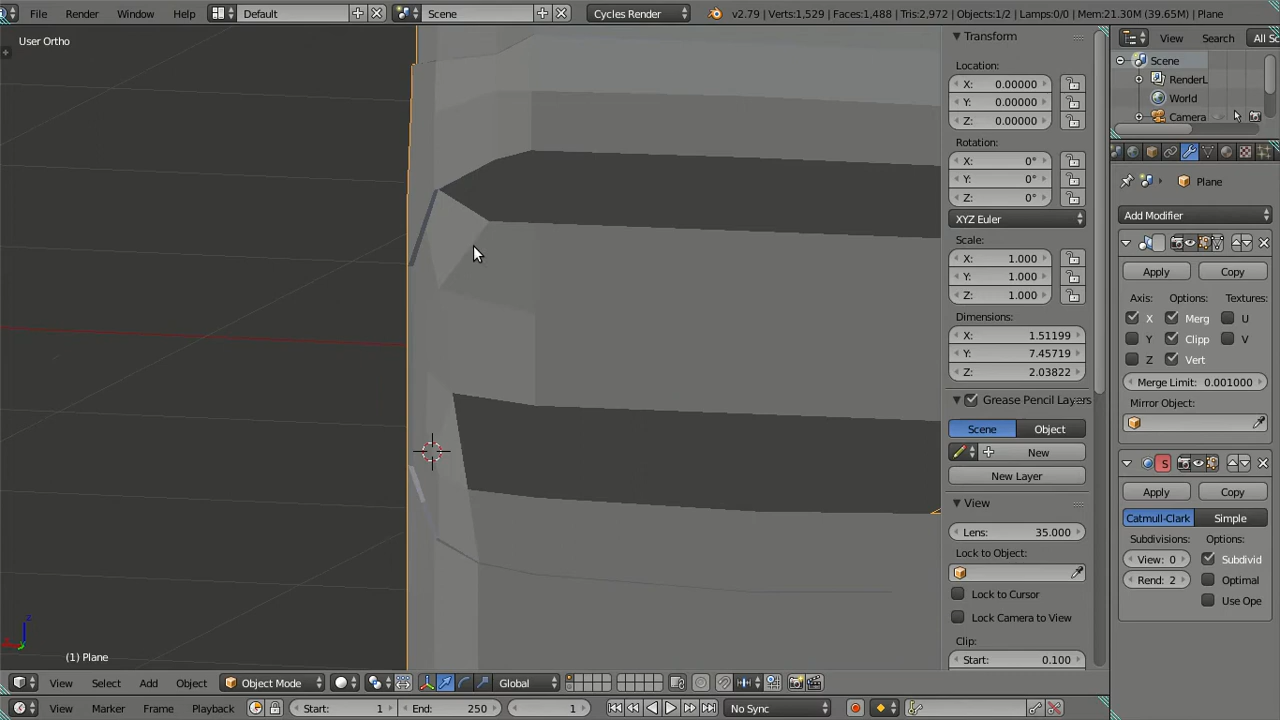 Render Window Help Default Scene Cycles Render v2.79 | Verts:1,529 | Faces:1,488 | Tris:2,972 | Objects:1/2 | Lamps:0/0 | Mem:21.30M (39.65M) | Plane
User Ortho
Transform
View Search All Sc
Scene
RenderL
World
Camera
Location:
X: 0.00000
Y: 0.00000
Z: 0.00000
Rotation:
X: 0°
Y: 0°
Z: 0°
XYZ Euler
Scale:
X: 1.000
Y: 1.000
Z: 1.000
Dimensions:
X: 1.51199
Y: 7.45719
Z: 2.03822
Grease Pencil Layers
Scene Object
New
New Layer
View
Lens: 35.000
Lock to Object:
Lock to Cursor
Lock Camera to View
Clip:
Start: 0.100
Plane
Add Modifier
Apply Copy
Axis: Options: Textures:
X Merg U
Y Clipp V
Z Vert
Merge Limit: 0.001000
Mirror Object:
S
Apply Copy
Catmull-Clark Simple
Subdivisions: Options:
View: 0 Subdivid
Rend: 2 Optimal
Use Ope
z
(1) Plane
View Select Add Object Object Mode Global
View Marker Frame Playback Start: 1 End: 250 1 No Sync